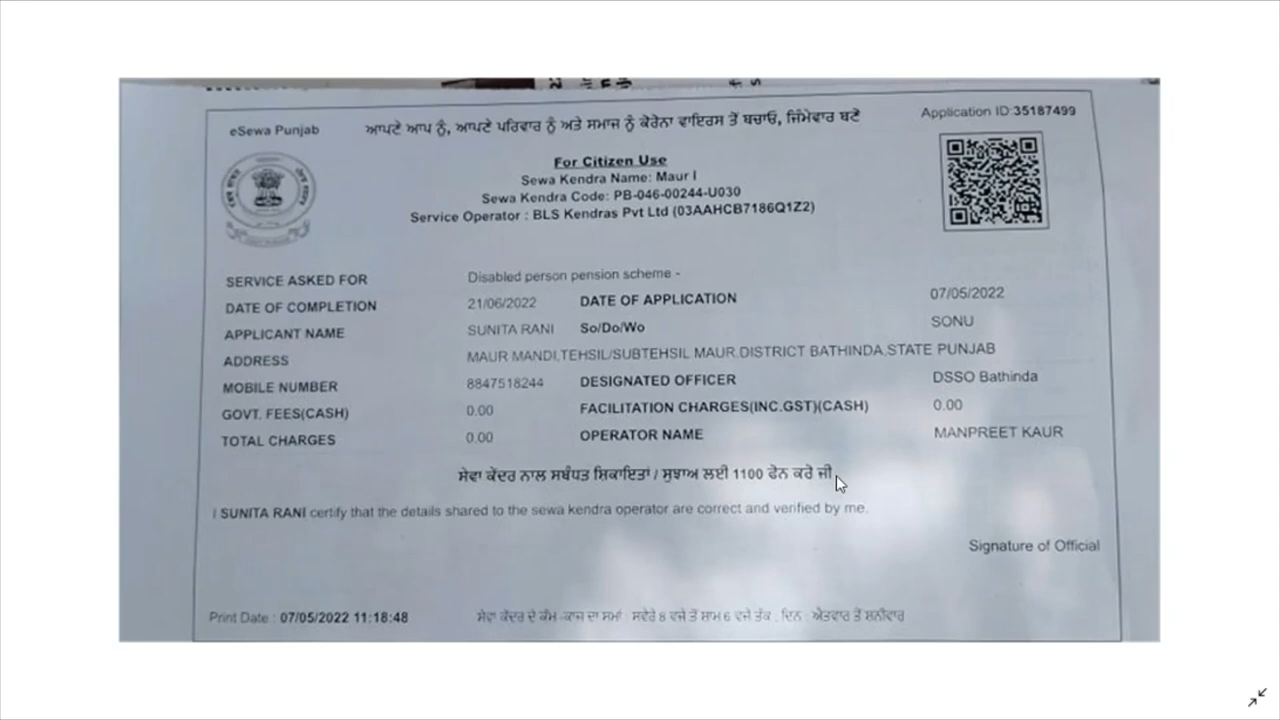 eSewa Punjab
ਆਪਣੇ ਆਪ ਨੂੰ, ਆਪਣੇ ਪਰਿਵਾਰ ਨੂੰ ਅਤੇ ਸਮਾਜ ਨੂੰ ਕੋਰੋਨਾ ਵਾਇਰਸ ਤੋਂ ਬਚਾਓ, ਜਿੰਮੇਵਾਰ ਬਣੋ
Application ID:35187499
For Citizen Use
Sewa Kendra Name: Maur I
Sewa Kendra Code: PB-046-00244-U030
Service Operator : BLS Kendras Pvt Ltd (03AAHCB7186Q1Z2)
SERVICE ASKED FOR Disabled person pension scheme -
DATE OF COMPLETION 21/06/2022 DATE OF APPLICATION 07/05/2022
APPLICANT NAME SUNITA RANI So/Do/Wo SONU
ADDRESS MAUR MANDI,TEHSIL/SUBTEHSIL MAUR,DISTRICT BATHINDA,STATE PUNJAB
MOBILE NUMBER 8847518244 DESIGNATED OFFICER DSSO Bathinda
GOVT. FEES(CASH) 0.00 FACILITATION CHARGES(INC.GST)(CASH) 0.00
TOTAL CHARGES 0.00 OPERATOR NAME MANPREET KAUR
ਸੇਵਾ ਕੇਂਦਰ ਨਾਲ ਸਬੰਧਤ ਸ਼ਿਕਾਇਤਾਂ / ਸੁਝਾਅ ਲਈ 1100 ਫੋਨ ਕਰੋ ਜੀ
I SUNITA RANI certify that the details shared to the sewa kendra operator are correct and verified by me.
Signature of Official
Print Date : 07/05/2022 11:18:48
ਸੇਵਾ ਕੇਂਦਰ ਦੇ ਕੰਮ -ਕਾਜ ਦਾ ਸਮਾਂ : ਸਵੇਰੇ 8 ਵਜੇ ਤੋਂ ਸ਼ਾਮ 6 ਵਜੇ ਤੱਕ , ਦਿਨ : ਐਤਵਾਰ ਤੋਂ ਸ਼ਨੀਵਾਰ